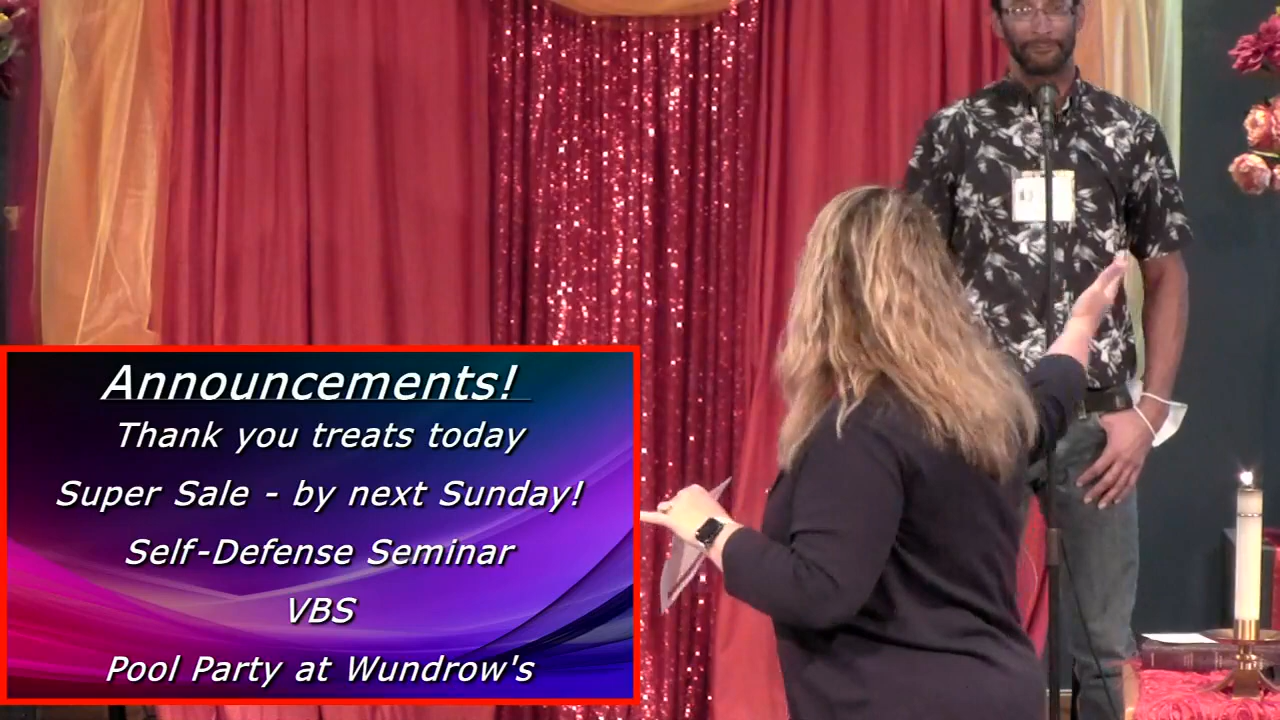 Announcements!
Thank you treats today
Super Sale - by next Sunday!
Self-Defense Seminar
VBS
Pool Party at Wundrow's